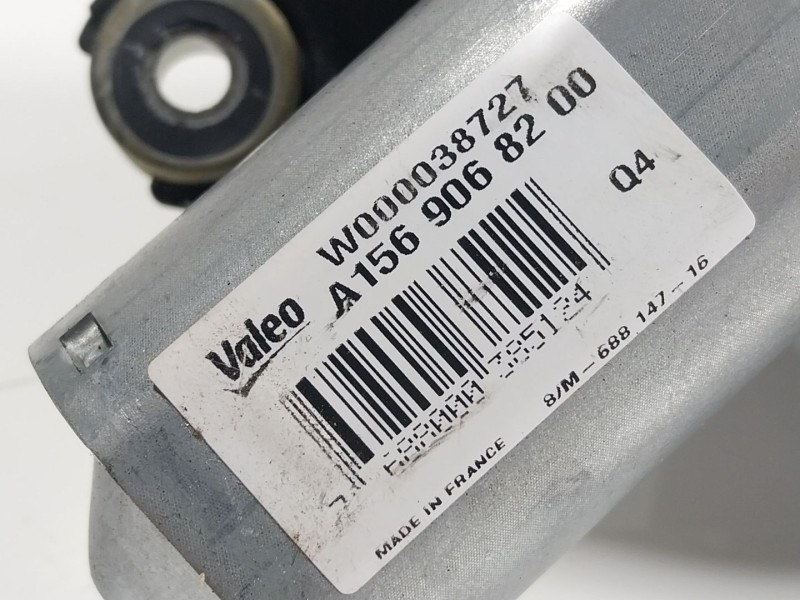 W000038727
A156 906 82 00
Q4
Valeo
385124
8/M - 688 147 - 16
MADE IN FRANCE